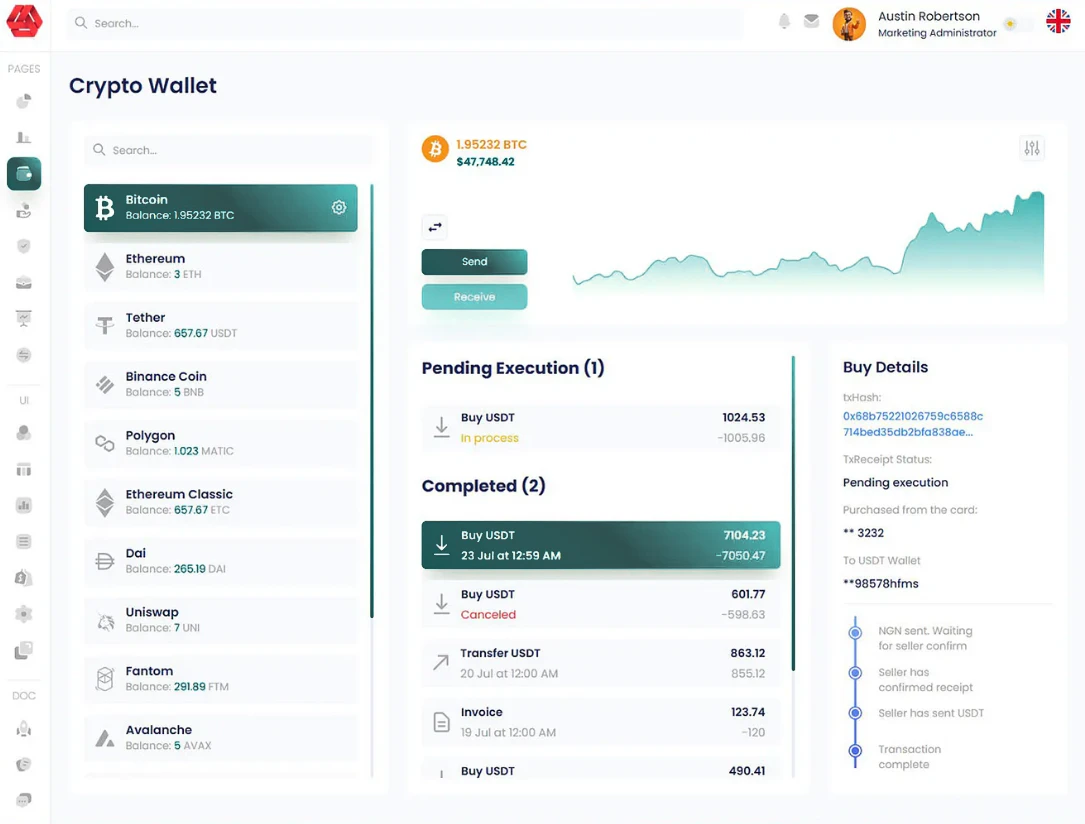 Search...
Austin Robertson
Marketing Administrator
PAGES
UI
DOC
Crypto Wallet
Search...
Bitcoin
Balance: 1.95232 BTC
Ethereum
Balance: 3 ETH
Tether
Balance: 657.67 USDT
Binance Coin
Balance: 5 BNB
Polygon
Balance: 1.023 MATIC
Ethereum Classic
Balance: 657.67 ETC
Dai
Balance: 265.19 DAI
Uniswap
Balance: 7 UNI
Fantom
Balance: 291.89 FTM
Avalanche
Balance: 5 AVAX
1.95232 BTC
$47,748.42
Send
Receive
Pending Execution (1)
Buy USDT 1024.53
In process -1005.96
Completed (2)
Buy USDT 7104.23
23 Jul at 12:59 AM -7050.47
Buy USDT 601.77
Canceled -598.63
Transfer USDT 863.12
20 Jul at 12:00 AM 855.12
Invoice 123.74
19 Jul at 12:00 AM -120
Buy USDT 490.41
Buy Details
txHash:
0x68b75221026759c6588c
714bed35db2bfa838ae...
TxReceipt Status:
Pending execution
Purchased from the card:
** 3232
To USDT Wallet
**98578hfms
NGN sent. Waiting
for seller confirm
Seller has
confirmed receipt
Seller has sent USDT
Transaction
complete